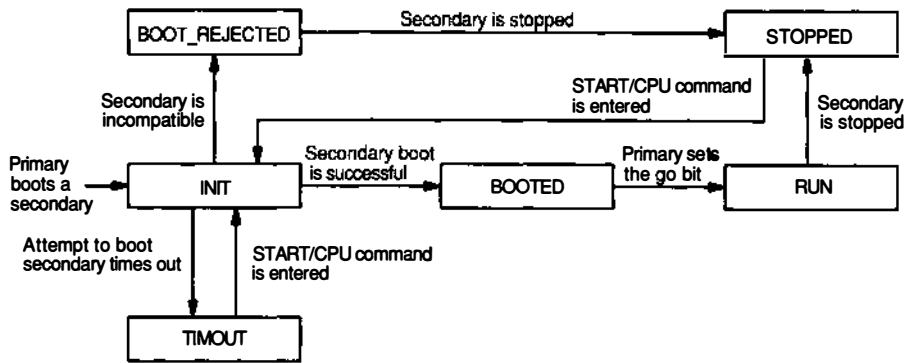 Secondary is stopped
BOOT_REJECTED
STOPPED
START/CPU command
is entered
Secondary is
incompatible
Secondary
is stopped
Primary
boots a
secondary
INIT
Secondary boot
is successful
BOOTED
Primary sets
the go bit
RUN
Attempt to boot
secondary times out
START/CPU command
is entered
TIMOUT